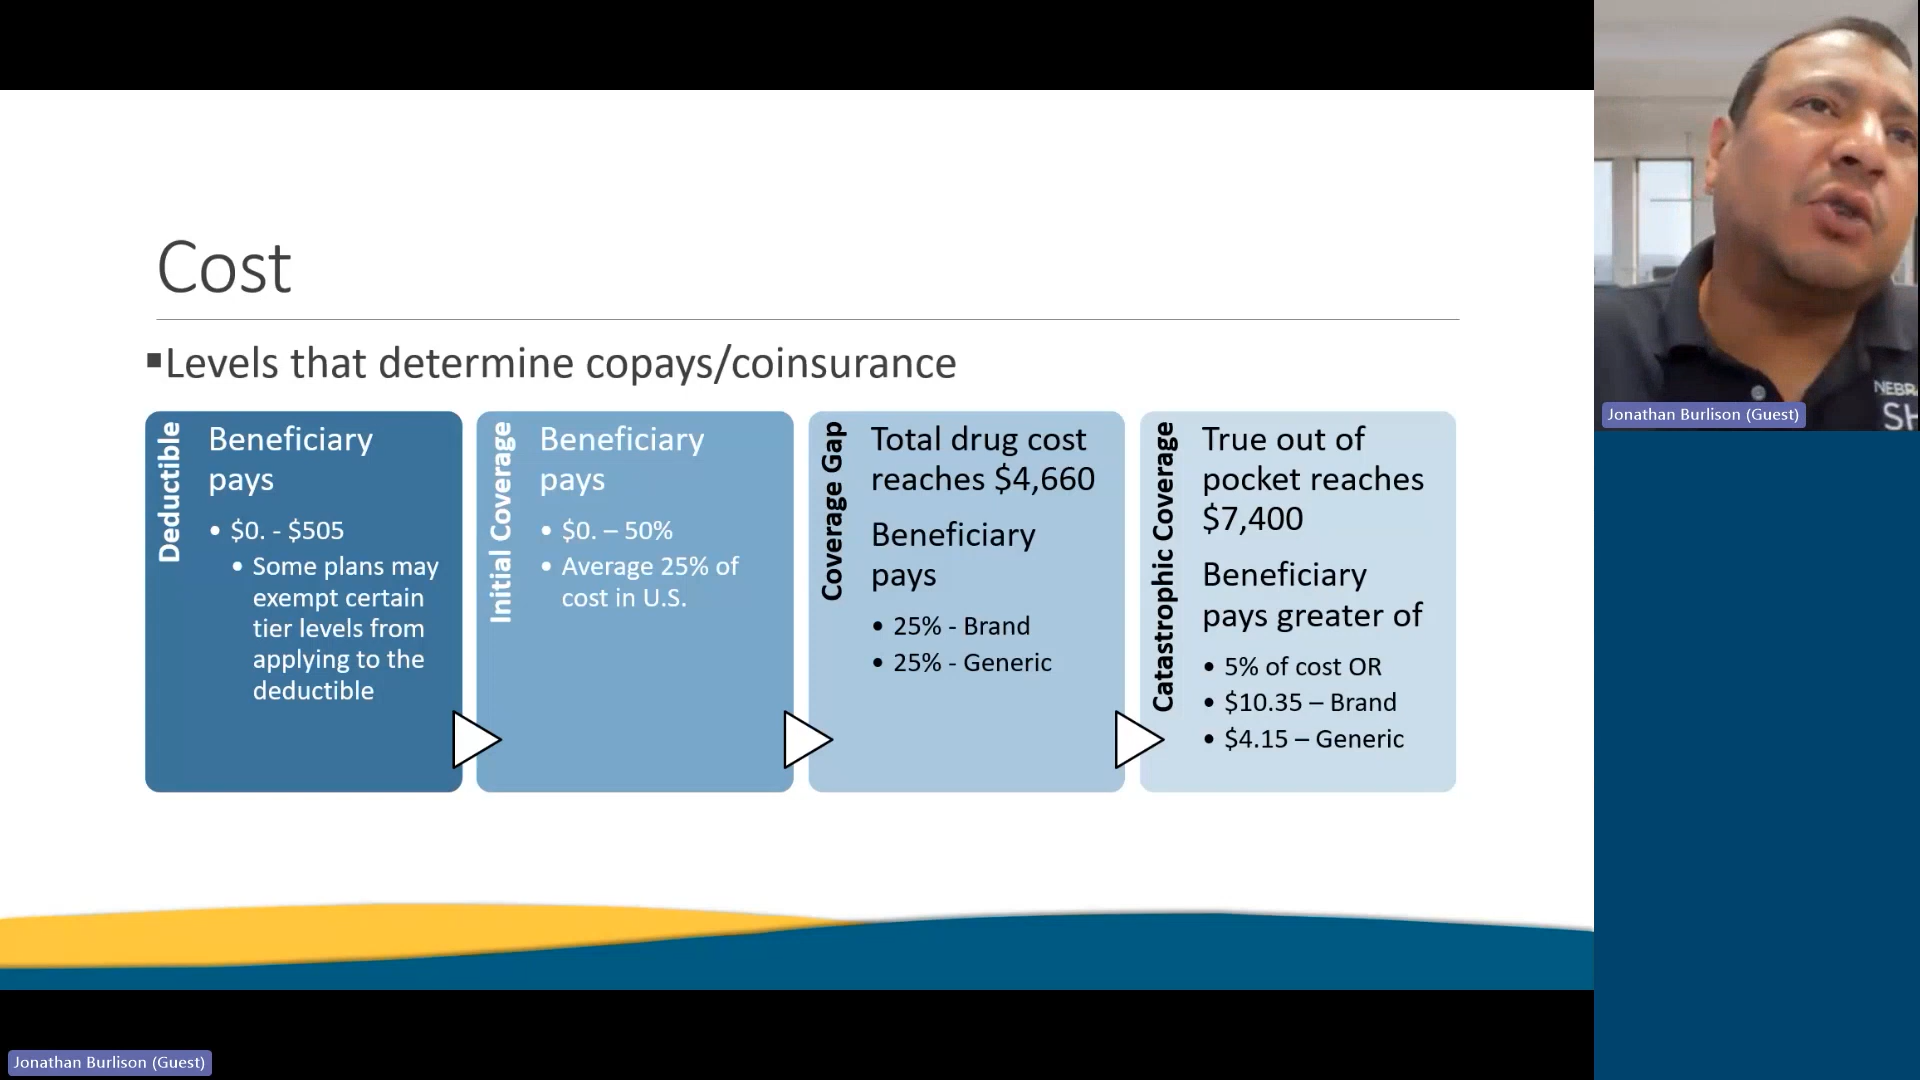 Cost
▪Levels that determine copays/coinsurance
Deductible
Beneficiary
pays
• $0. - $505
• Some plans may
exempt certain
tier levels from
applying to the
deductible
Initial Coverage
Beneficiary
pays
• $0. – 50%
• Average 25% of
cost in U.S.
Coverage Gap
Total drug cost
reaches $4,660
Beneficiary
pays
• 25% - Brand
• 25% - Generic
Catastrophic Coverage
True out of
pocket reaches
$7,400
Beneficiary
pays greater of
• 5% of cost OR
• $10.35 – Brand
• $4.15 – Generic
NEBR
SH
Jonathan Burlison (Guest)
Jonathan Burlison (Guest)